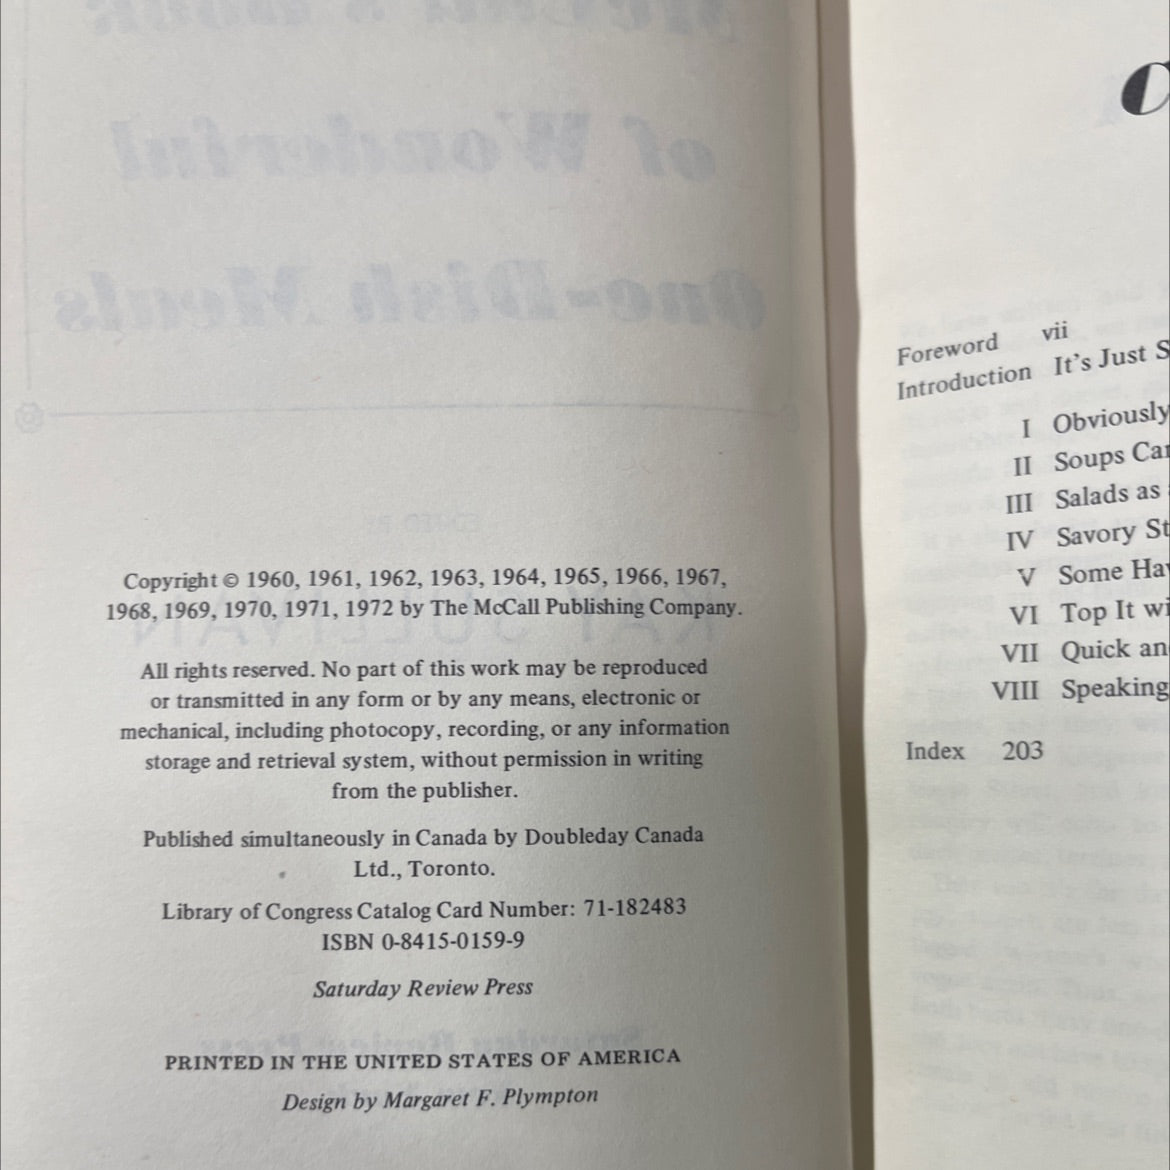 Copyright © 1960, 1961, 1962, 1963, 1964, 1965, 1966, 1967,
1968, 1969, 1970, 1971, 1972 by The McCall Publishing Company.
All rights reserved. No part of this work may be reproduced
or transmitted in any form or by any means, electronic or
mechanical, including photocopy, recording, or any information
storage and retrieval system, without permission in writing
from the publisher.
Published simultaneously in Canada by Doubleday Canada
Ltd., Toronto.
Library of Congress Catalog Card Number: 71-182483
ISBN 0-8415-0159-9
Saturday Review Press
PRINTED IN THE UNITED STATES OF AMERICA
Design by Margaret F. Plympton
C
Foreword vii
Introduction It's Just S
I Obviously
II Soups Ca
III Salads as
IV Savory St
V Some Ha
VI Top It wi
VII Quick an
VIII Speaking
Index 203